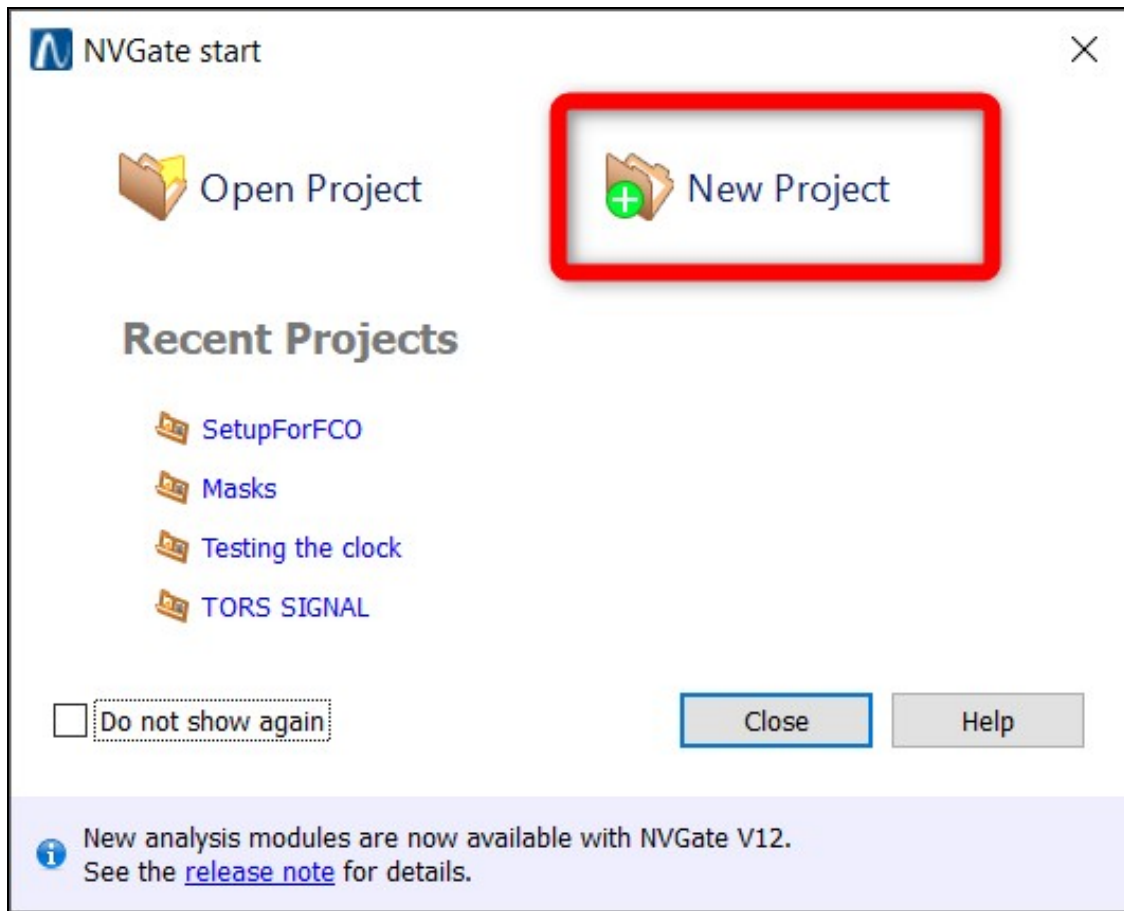 NVGate start
Open Project
New Project
Recent Projects
SetupForFCO
Masks
Testing the clock
TORS SIGNAL
Do not show again
Close
Help
New analysis modules are now available with NVGate V12.
See the release note for details.